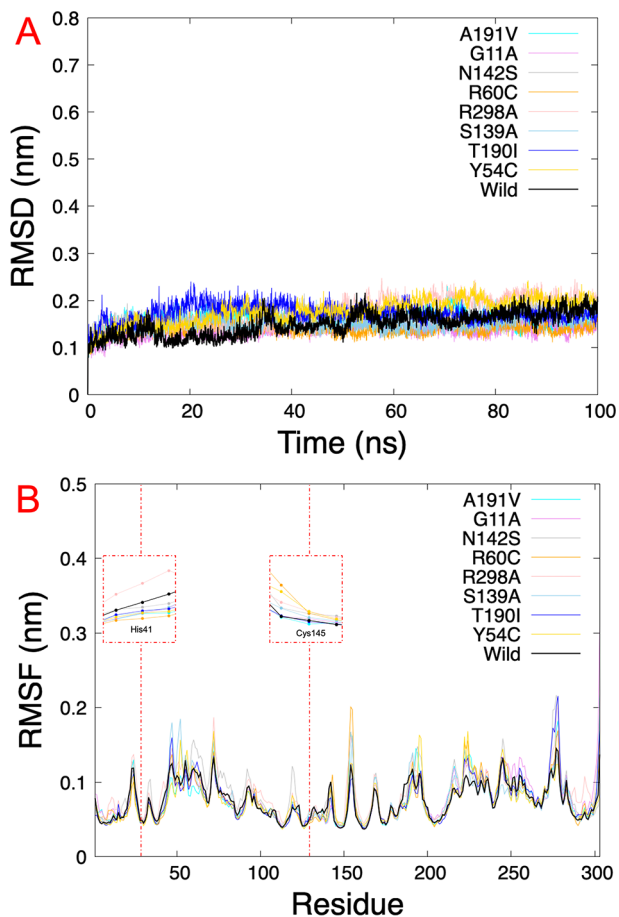 A
0.8
0.7
0.6
0.5
0.4
0.3
0.2
0.1
0
RMSD (nm)
A191V
G11A
N142S
R60C
R298A
S139A
T190I
Y54C
Wild
0 20 40 60 80 100
Time (ns)
B
0.5
0.4
0.3
0.2
0.1
0
RMSF (nm)
A191V
G11A
N142S
R60C
R298A
S139A
T190I
Y54C
Wild
His41
Cys145
50 100 150 200 250 300
Residue